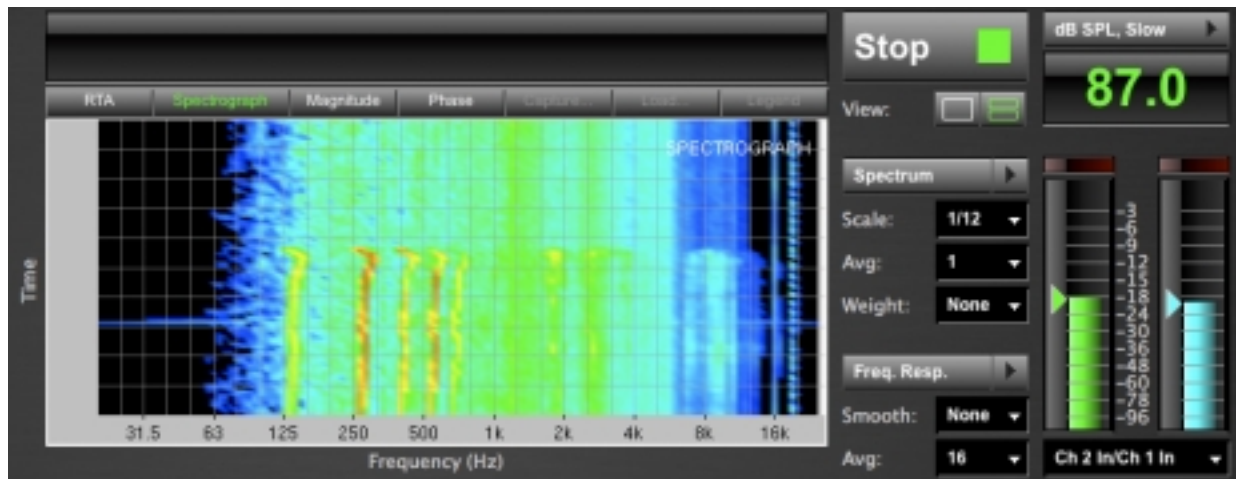 Stop
dB SPL, Slow
87.0
RTA Spectrograph Magnitude Phase Capture... Load... Legend
View:
SPECTROGRAPH
Spectrum
Scale: 1/12
Avg: 1
Weight: None
Freq. Resp.
Smooth: None
Avg: 16
-3
-6
-9
-12
-15
-18
-24
-30
-36
-48
-60
-78
-96
Ch 2 In/Ch 1 In
Time
31.5 63 125 250 500 1k 2k 4k 8k 16k
Frequency (Hz)